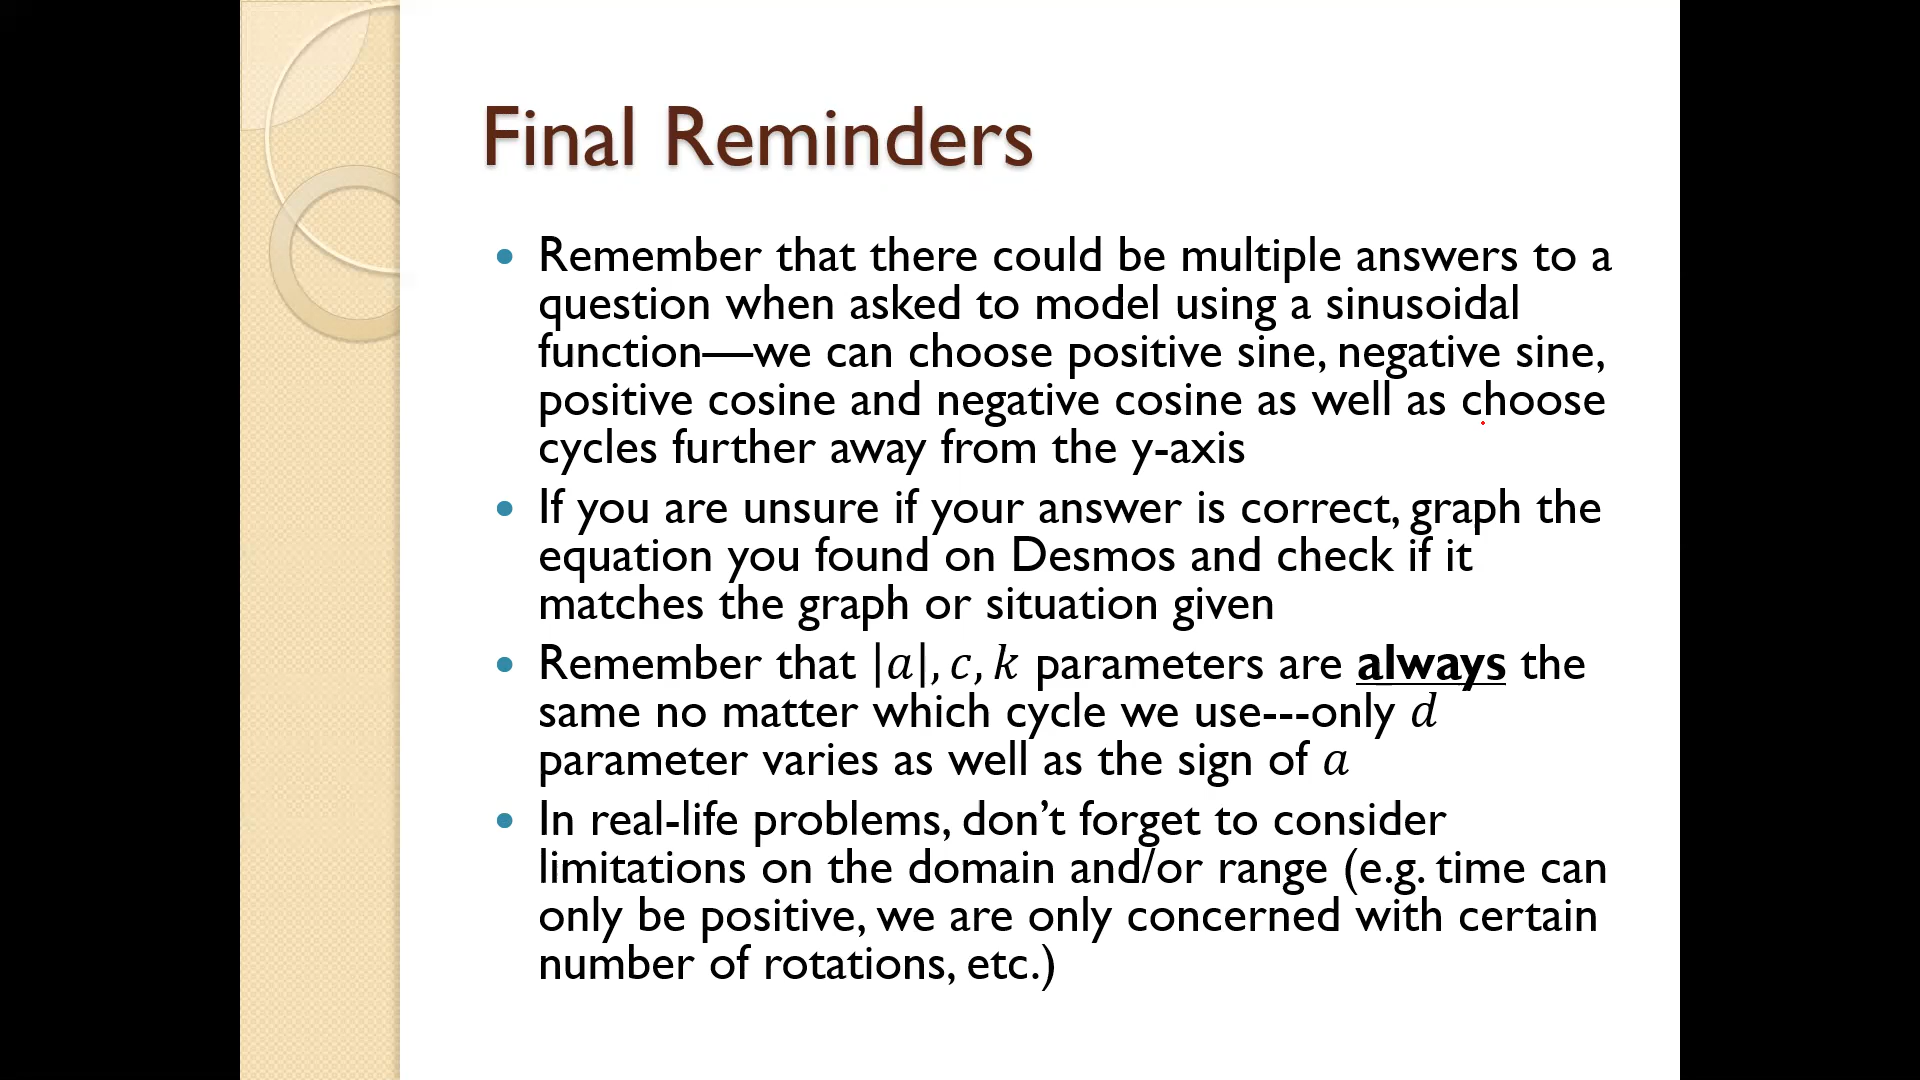 Final Reminders
• Remember that there could be multiple answers to a
question when asked to model using a sinusoidal
function—we can choose positive sine, negative sine,
positive cosine and negative cosine as well as choose
cycles further away from the y-axis
• If you are unsure if your answer is correct, graph the
equation you found on Desmos and check if it
matches the graph or situation given
• Remember that |𝑎|, 𝑐, 𝑘 parameters are always the
same no matter which cycle we use---only 𝑑
parameter varies as well as the sign of 𝑎
• In real-life problems, don’t forget to consider
limitations on the domain and/or range (e.g. time can
only be positive, we are only concerned with certain
number of rotations, etc.)